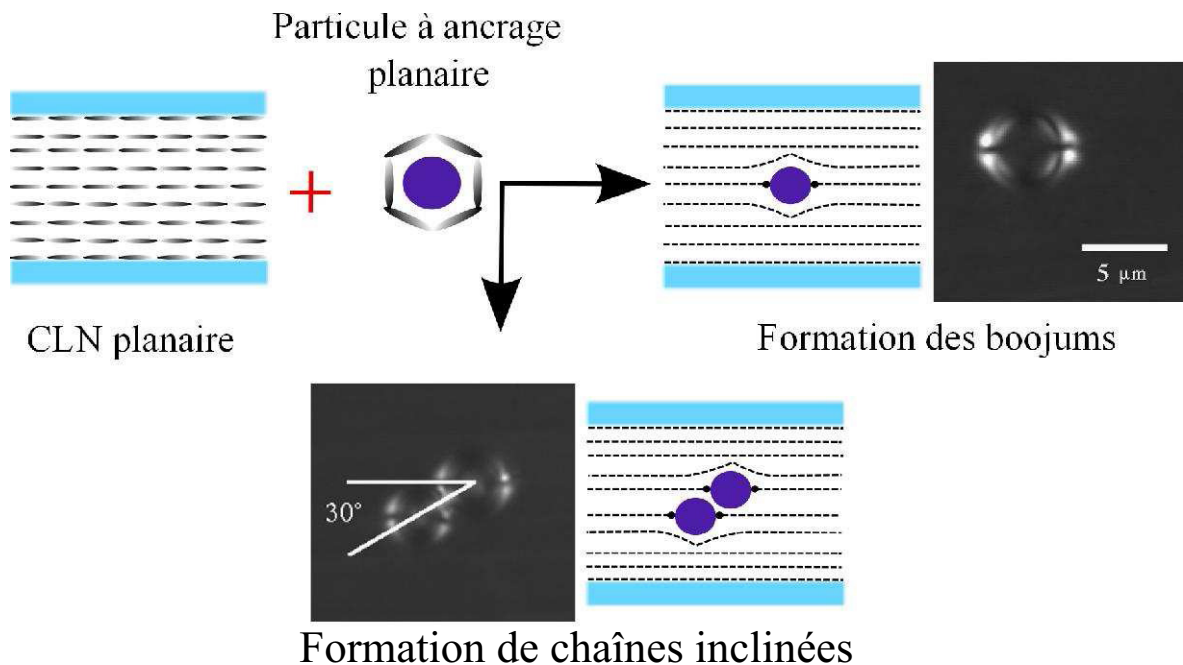 Particule à ancrage
planaire
CLN planaire
5 μm
Formation des boojums
30°
Formation de chaînes inclinées